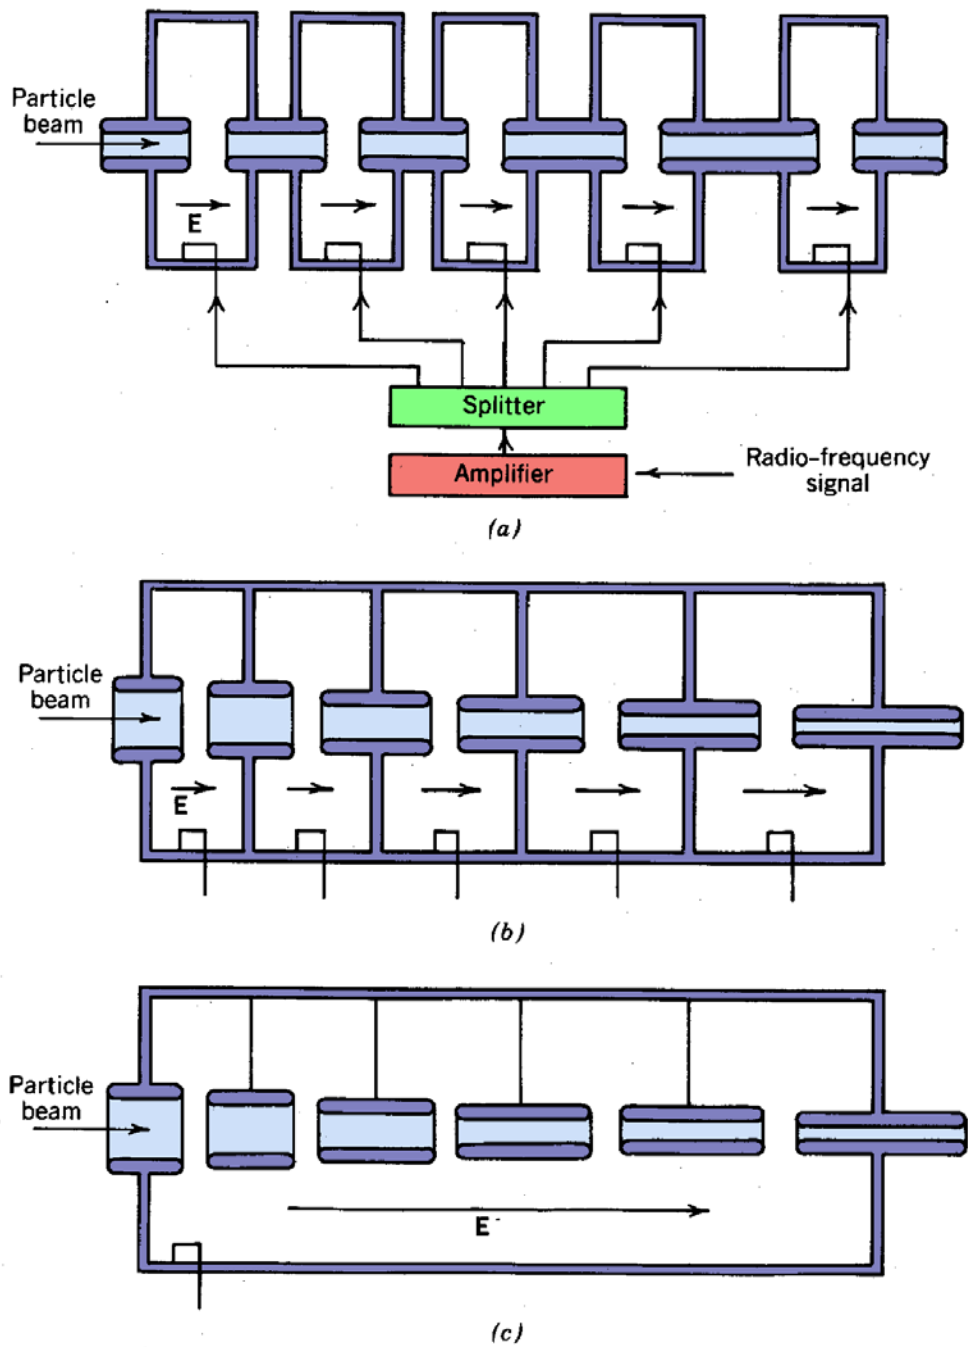 Particle
beam
E
Splitter
Amplifier
Radio-frequency
signal
(a)
Particle
beam
E
(b)
Particle
beam
E
(c)